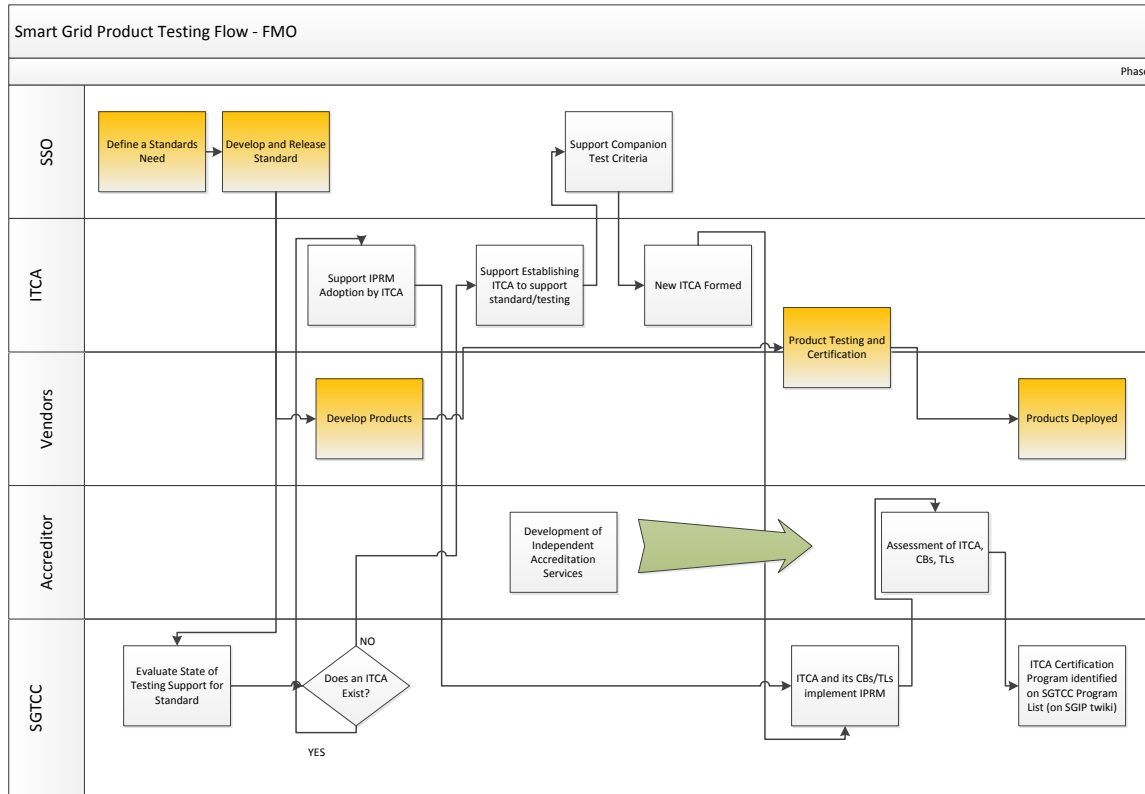 Smart Grid Product Testing Flow - FMO
Phase
SSO
Define a Standards
Need
Develop and Release
Standard
Support Companion
Test Criteria
ITCA
Support IPRM
Adoption by ITCA
Support Establishing
ITCA to support
standard/testing
New ITCA Formed
Product Testing and
Certification
Vendors
Develop Products
Products Deployed
Accreditor
Development of
Independent
Accreditation
Services
Assessment of ITCA,
CBs, TLs
SGTCC
Evaluate State of
Testing Support for
Standard
NO
Does an ITCA
Exist?
YES
ITCA and its CBs/TLs
implement IPRM
ITCA Certification
Program identified
on SGTCC Program
List (on SGIP twiki)